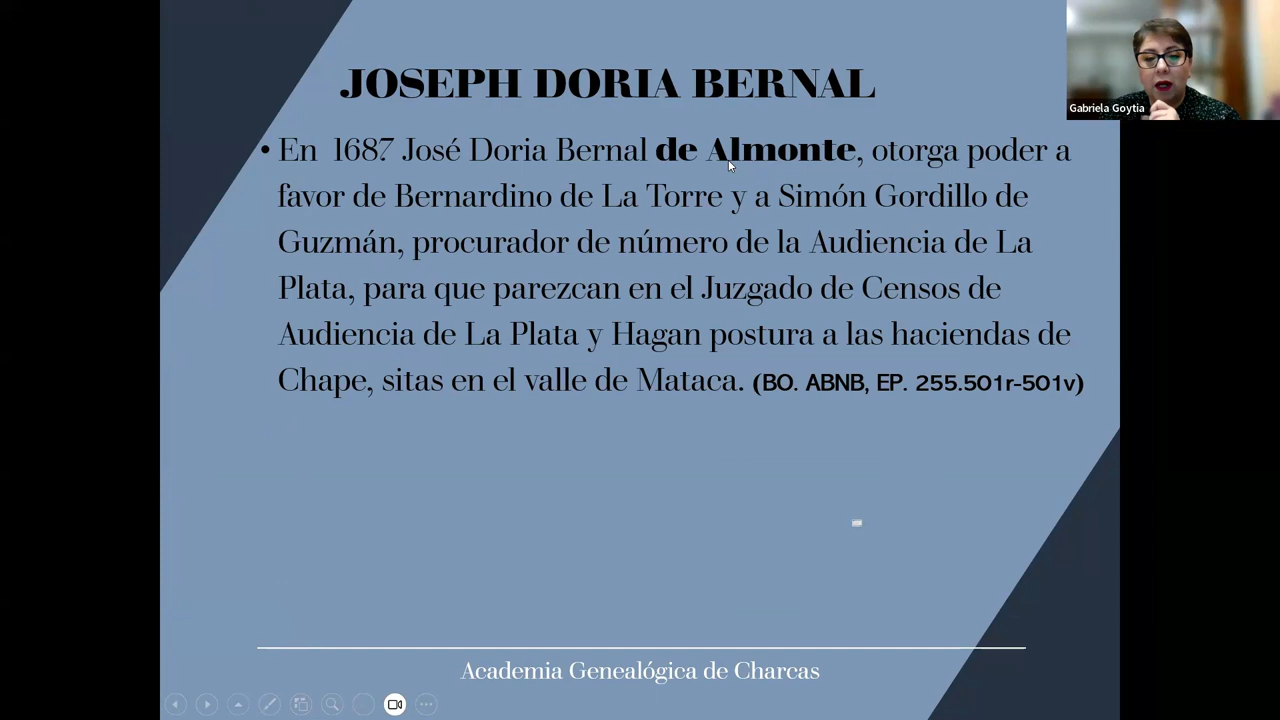 JOSEPH DORIA BERNAL
Gabriela Goytia
• En 1687 José Doria Bernal de Almonte, otorga poder a
favor de Bernardino de La Torre y a Simón Gordillo de
Guzmán, procurador de número de la Audiencia de La
Plata, para que parezcan en el Juzgado de Censos de
Audiencia de La Plata y Hagan postura a las haciendas de
Chape, sitas en el valle de Mataca. (BO. ABNB, EP. 255.501r-501v)
Academia Genealógica de Charcas